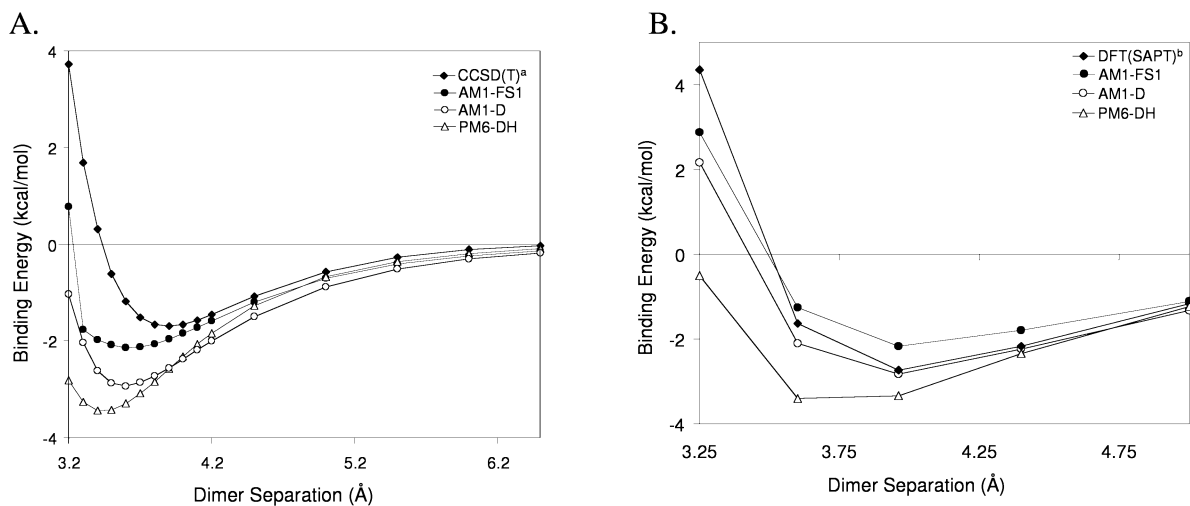 A.
4
2
0
-2
-4
Binding Energy (kcal/mol)
CCSD(T)ª
AM1-FS1
AM1-D
PM6-DH
3.2
4.2
5.2
6.2
Dimer Separation (Å)
B.
4
2
0
-2
-4
Binding Energy (kcal/mol)
DFT(SAPT)ᵇ
AM1-FS1
AM1-D
PM6-DH
3.25
3.75
4.25
4.75
Dimer Separation (Å)